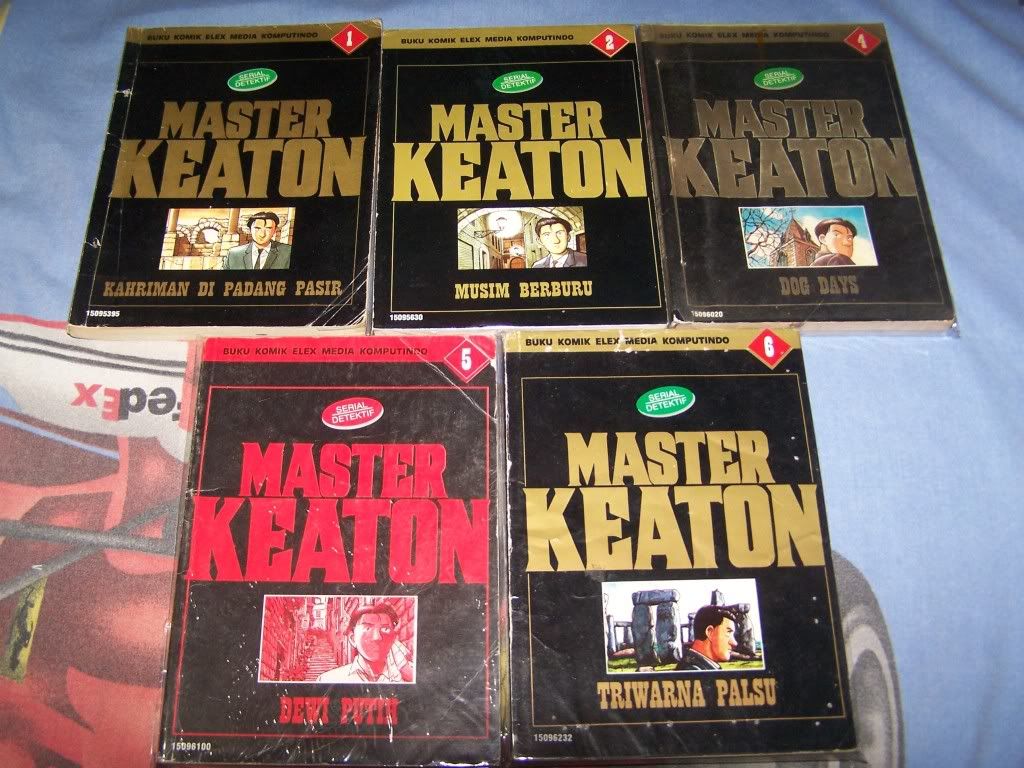 BUKU KOMIK ELEX MEDIA KOMPUTINDO
1
SERIAL
DETEKTIF
MASTER
KEATON
KAHRIMAN DI PADANG PASIR
15095395
BUKU KOMIK ELEX MEDIA KOMPUTINDO
2
SERIAL
DETEKTIF
MASTER
KEATON
MUSIM BERBURU
15095630
BUKU KOMIK ELEX MEDIA KOMPUTINDO
4
SERIAL
DETEKTIF
MASTER
KEATON
DOG DAYS
15096020
FedEx
BUKU KOMIK ELEX MEDIA KOMPUTINDO
5
SERIAL
DETEKTIF
MASTER
KEATON
DEWI PUTIH
15096100
BUKU KOMIK ELEX MEDIA KOMPUTINDO
6
SERIAL
DETEKTIF
MASTER
KEATON
TRIWARNA PALSU
15096232